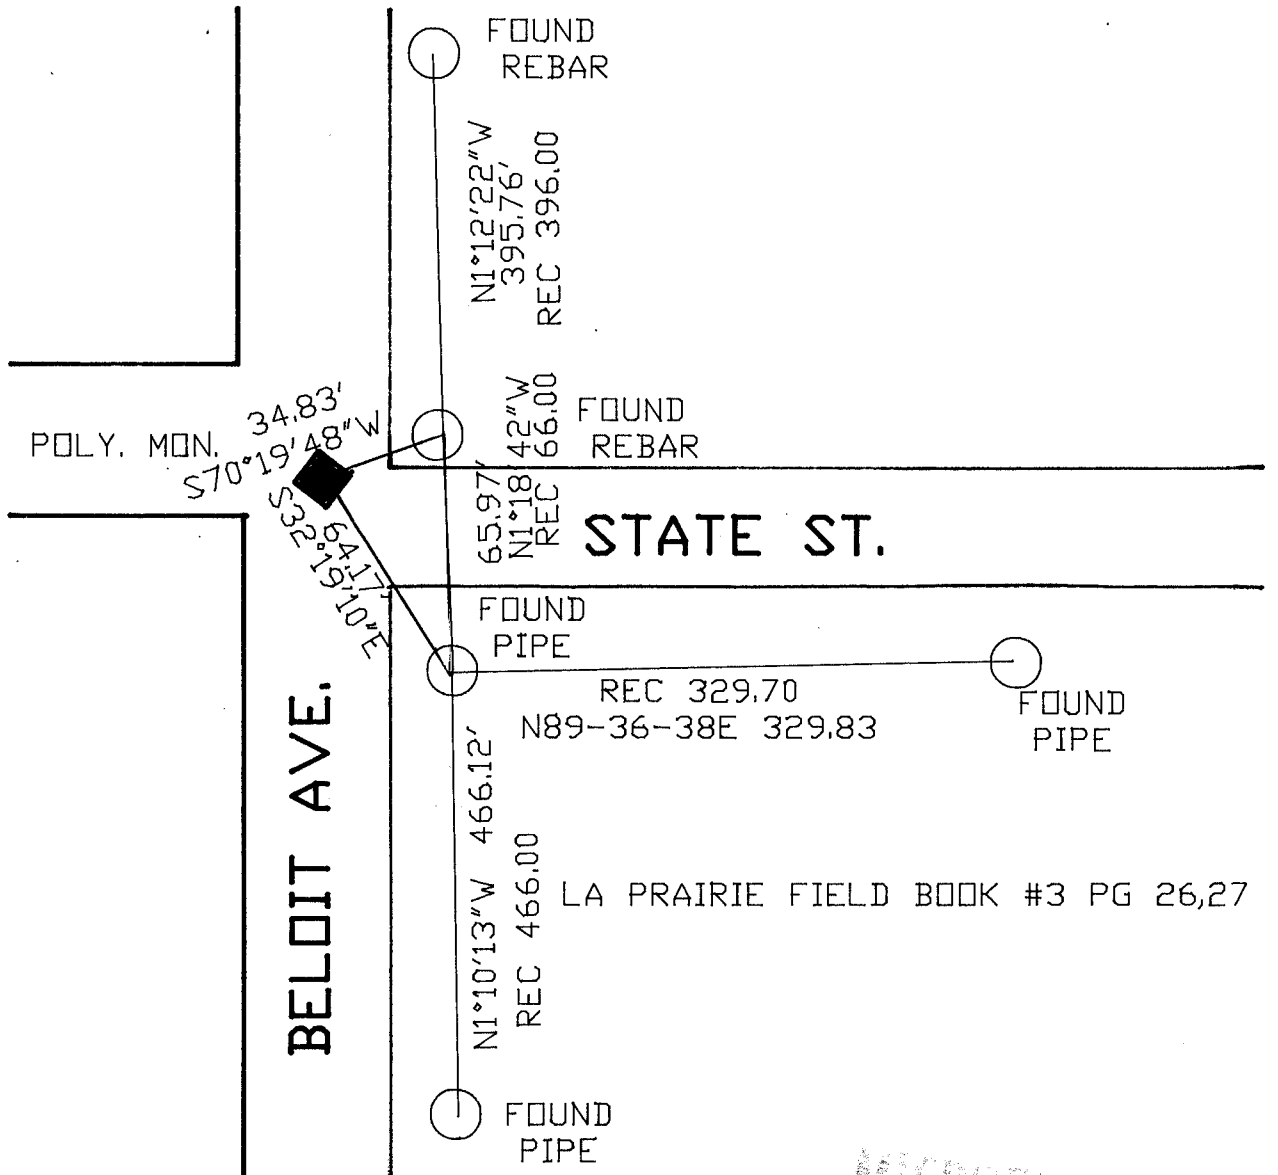 FOUND
REBAR
N1°12'22"W
395.76'
REC 396.00
34.83'
S70°19'48"W
POLY. MON.
FOUND
REBAR
65.97'
N1°18'42"W
REC 66.00
S32°19'10"E
64.17'
STATE ST.
FOUND
PIPE
REC 329.70
N89-36-38E 329.83
FOUND
PIPE
BELOIT AVE.
N1°10'13"W 466.12'
REC 466.00
LA PRAIRIE FIELD BOOK #3 PG 26,27
FOUND
PIPE